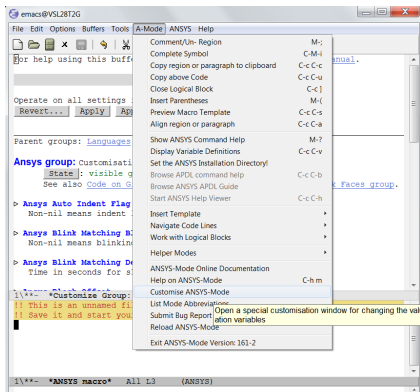 emacs@VSL28T2G
File Edit Options Buffers Tools A-Mode ANSYS Help
For help using this buffe
anual.
Operate on all settings
Revert... Apply Ap
Parent groups: Languages
Ansys group: Customisati
State : visible g
See also Code on G
k Faces group.
Ansys Auto Indent Flag
Non-nil means indent
Ansys Blink Matching Bl
Non-nil means blinkin
Ansys Blink Matching De
Time in seconds for s
1\**- *Customize Group:
!! This is an unnamed fil
!! Save it and start your
1\**- *ANSYS macro* All L3 (ANSYS)
Comment/Un- Region M-;
Complete Symbol C-M-i
Copy region or paragraph to clipboard C-c C-c
Copy above Code C-c C-u
Close Logical Block C-c ]
Insert Parentheses M-(
Preview Macro Template C-c C-s
Align region or paragraph C-c C-a
Show ANSYS Command Help M-?
Display Variable Definitions C-c C-v
Set the ANSYS Installation Directory!
Browse APDL command help C-c C-b
Browse ANSYS APDL Guide
Start ANSYS Help Viewer C-c C-h
Insert Template
Navigate Code Lines
Work with Logical Blocks
Helper Modes
ANSYS-Mode Online Documentation
Help on ANSYS-Mode C-h m
Customise ANSYS-Mode
List Mode Abbreviations
Submit Bug Report
Reload ANSYS-Mode
Exit ANSYS-Mode Version: 161-2
Open a special customisation window for changing the val
ation variables